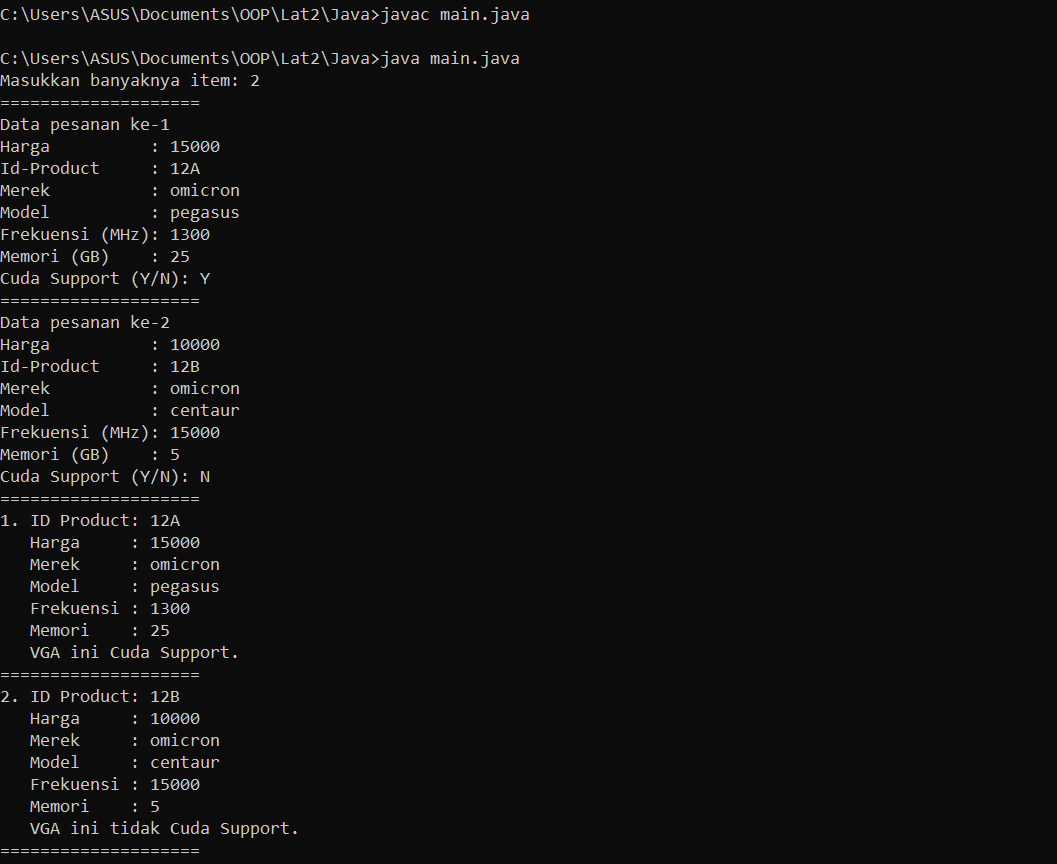 C:\Users\ASUS\Documents\OOP\Lat2\Java>javac main.java
C:\Users\ASUS\Documents\OOP\Lat2\Java>java main.java
Masukkan banyaknya item: 2
====================
Data pesanan ke-1
Harga          : 15000
Id-Product     : 12A
Merek          : omicron
Model          : pegasus
Frekuensi (MHz): 1300
Memori (GB)    : 25
Cuda Support (Y/N): Y
====================
Data pesanan ke-2
Harga          : 10000
Id-Product     : 12B
Merek          : omicron
Model          : centaur
Frekuensi (MHz): 15000
Memori (GB)    : 5
Cuda Support (Y/N): N
====================
1. ID Product: 12A
   Harga     : 15000
   Merek     : omicron
   Model     : pegasus
   Frekuensi : 1300
   Memori    : 25
   VGA ini Cuda Support.
====================
2. ID Product: 12B
   Harga     : 10000
   Merek     : omicron
   Model     : centaur
   Frekuensi : 15000
   Memori    : 5
   VGA ini tidak Cuda Support.
====================